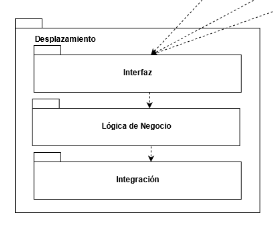 Desplazamiento
Interfaz
Lógica de Negocio
Integración